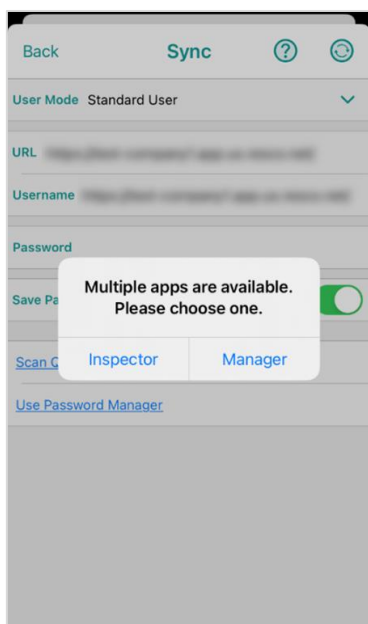 Back Sync ?
User Mode Standard User
URL
Username
Password
Save Pa
Multiple apps are available.
Please choose one.
Inspector Manager
Scan
Use Password Manager